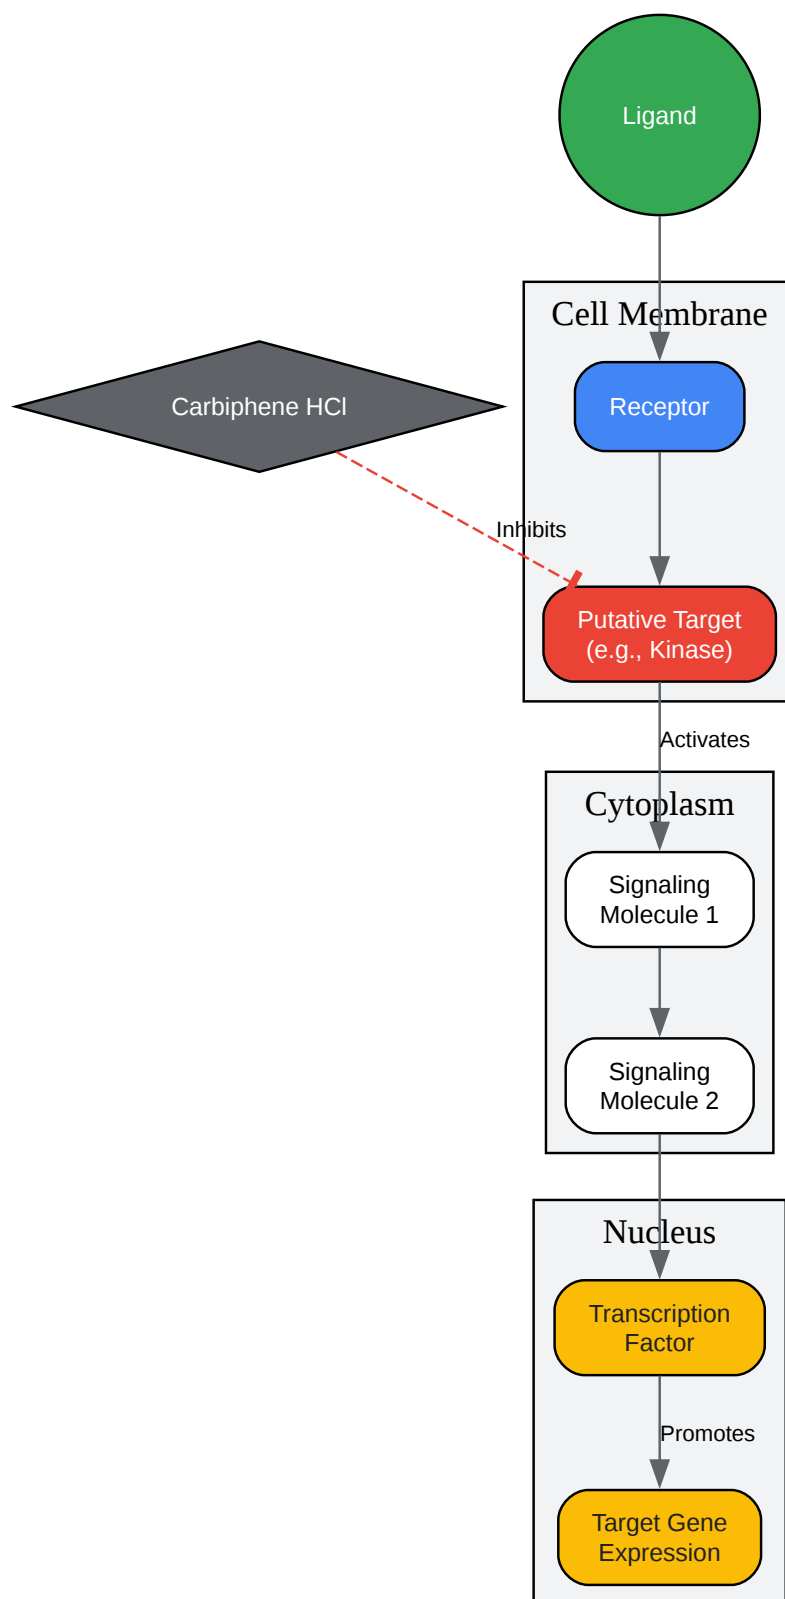 Ligand
Cell Membrane
Carbiphene HCl
Receptor
Inhibits
Putative Target
(e.g., Kinase)
Activates
Cytoplasm
Signaling
Molecule 1
Signaling
Molecule 2
Nucleus
Transcription
Factor
Promotes
Target Gene
Expression